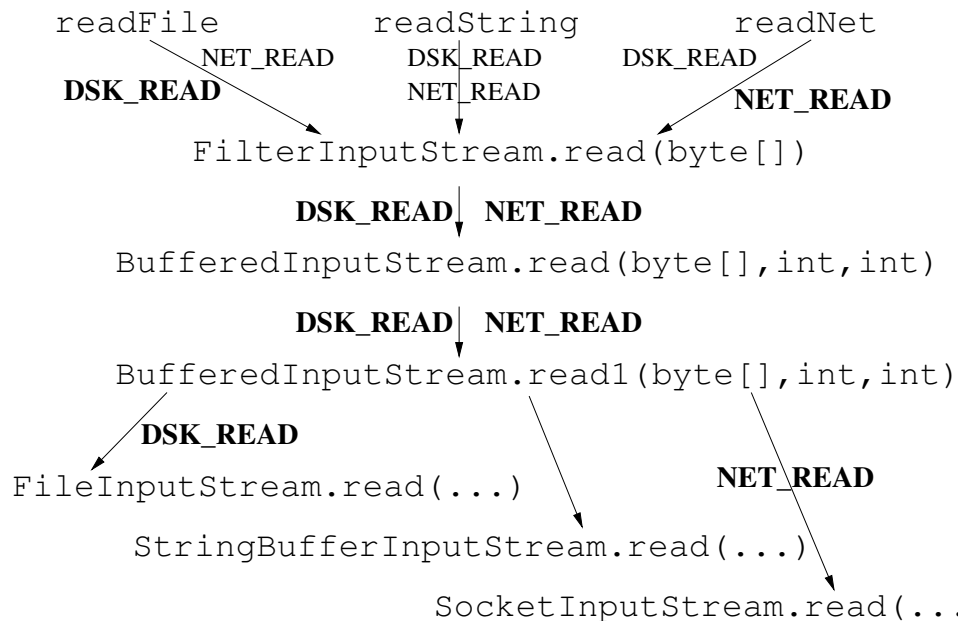 readFile readString readNet
NET_READ DSK_READ DSK_READ
DSK_READ NET_READ NET_READ
FilterInputStream.read(byte[])
DSK_READ NET_READ
BufferedInputStream.read(byte[],int,int)
DSK_READ NET_READ
BufferedInputStream.read1(byte[],int,int)
DSK_READ
NET_READ
FileInputStream.read(...)
StringBufferInputStream.read(...)
SocketInputStream.read(...